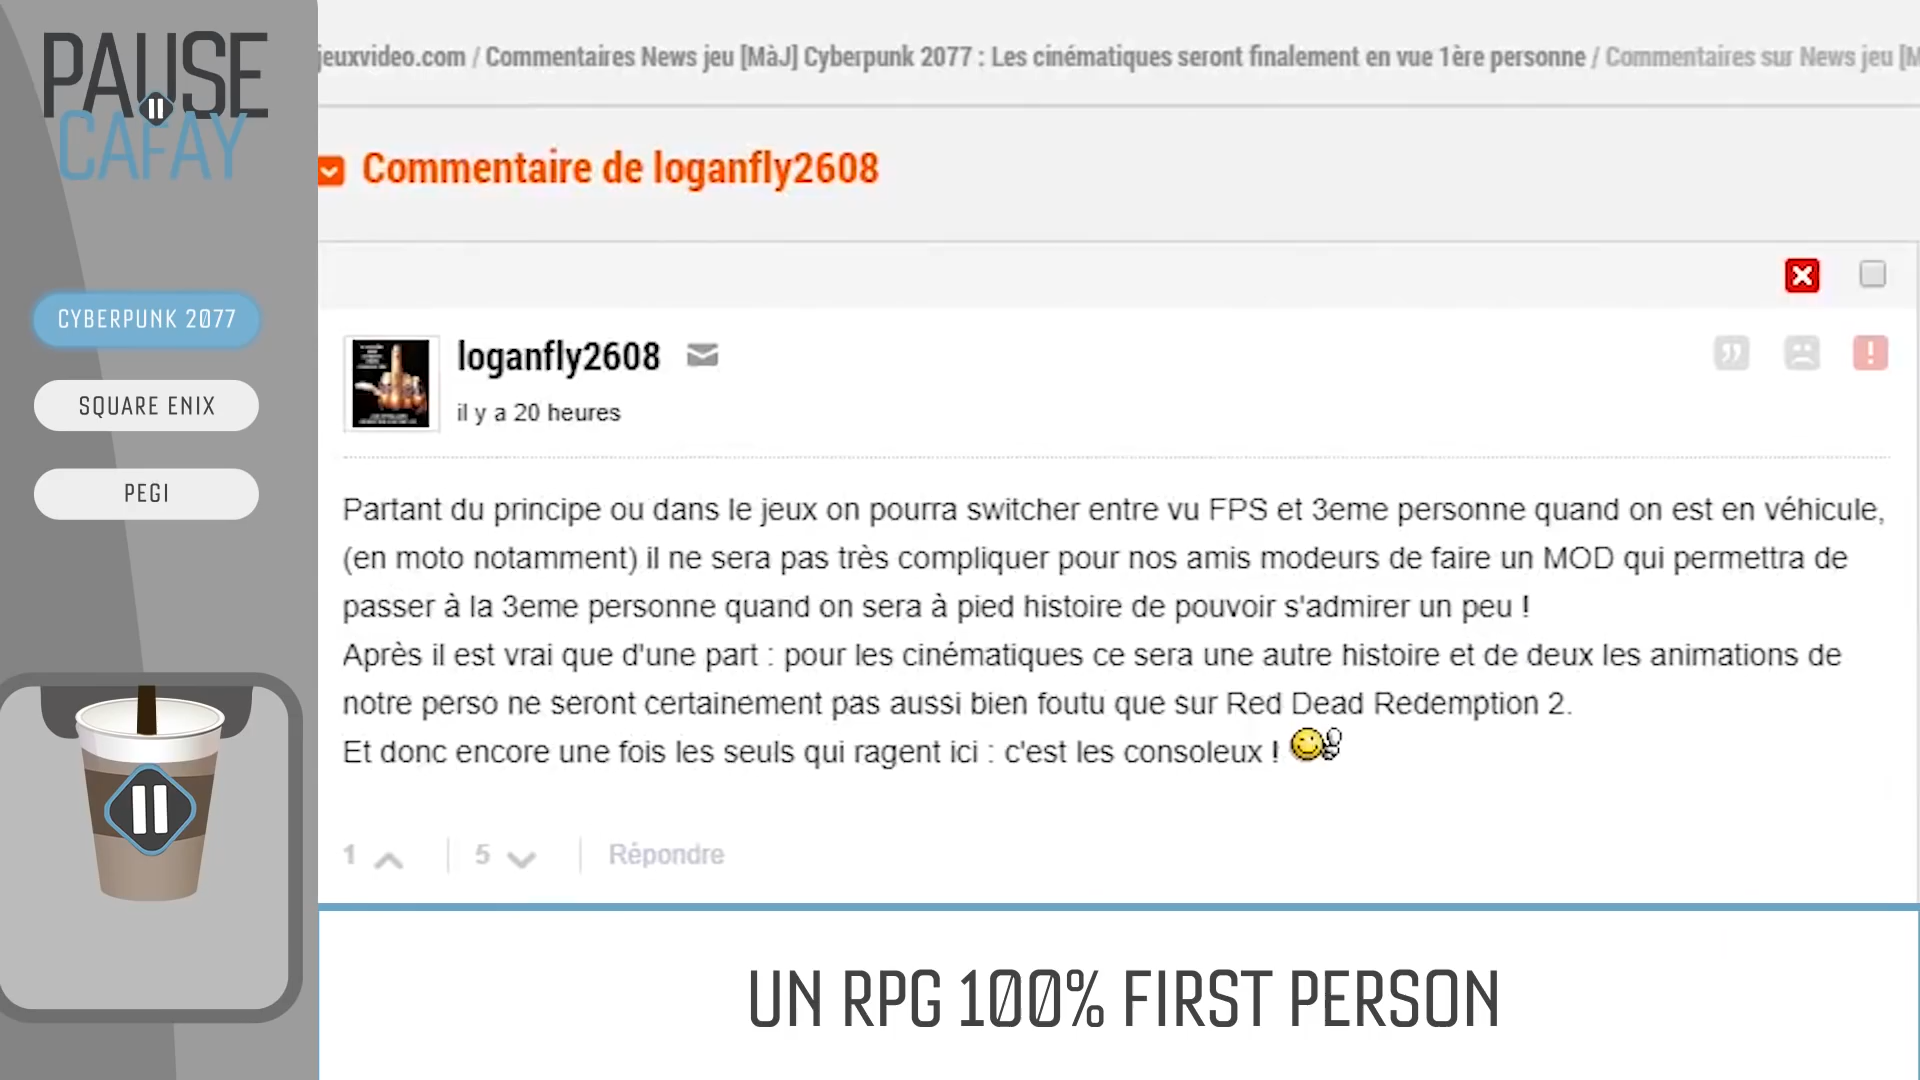 PAUSE
CAFAY
CYBERPUNK 2077
SQUARE ENIX
PEGI
jeuxvideo.com / Commentaires News jeu [MàJ] Cyberpunk 2077 : Les cinématiques seront finalement en vue 1ère personne / Commentaires sur News jeu [M
Commentaire de loganfly2608
loganfly2608
il y a 20 heures
Partant du principe ou dans le jeux on pourra switcher entre vu FPS et 3eme personne quand on est en véhicule,
(en moto notamment) il ne sera pas très compliquer pour nos amis modeurs de faire un MOD qui permettra de
passer à la 3eme personne quand on sera à pied histoire de pouvoir s'admirer un peu !
Après il est vrai que d'une part : pour les cinématiques ce sera une autre histoire et de deux les animations de
notre perso ne seront certainement pas aussi bien foutu que sur Red Dead Redemption 2.
Et donc encore une fois les seuls qui ragent ici : c'est les consoleux !
1 5 Répondre
UN RPG 100% FIRST PERSON